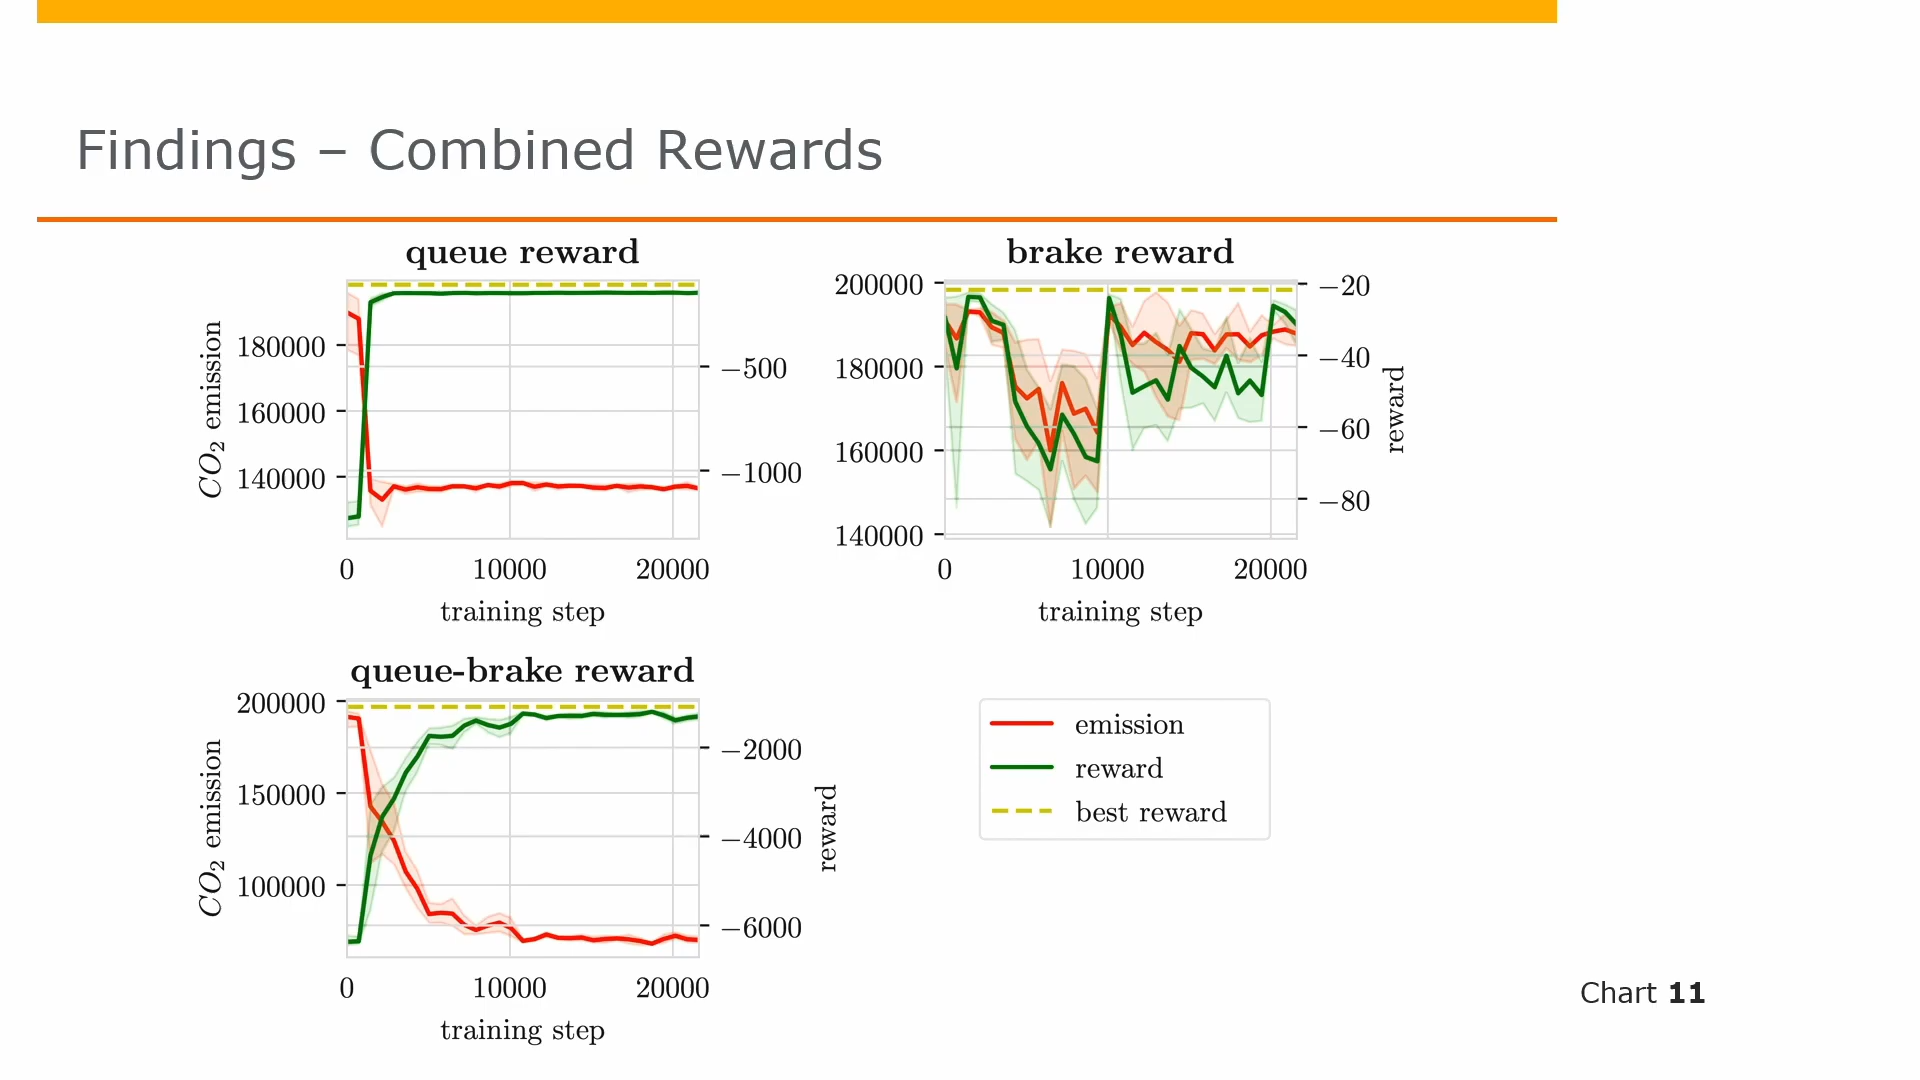 Findings – Combined Rewards
queue reward
CO2 emission
180000
160000
140000
−500
−1000
0 10000 20000
training step
brake reward
200000
180000
160000
140000
−20
−40
−60
−80
reward
0 10000 20000
training step
queue-brake reward
CO2 emission
200000
150000
100000
−2000
−4000
−6000
reward
0 10000 20000
training step
emission
reward
best reward
Chart 11